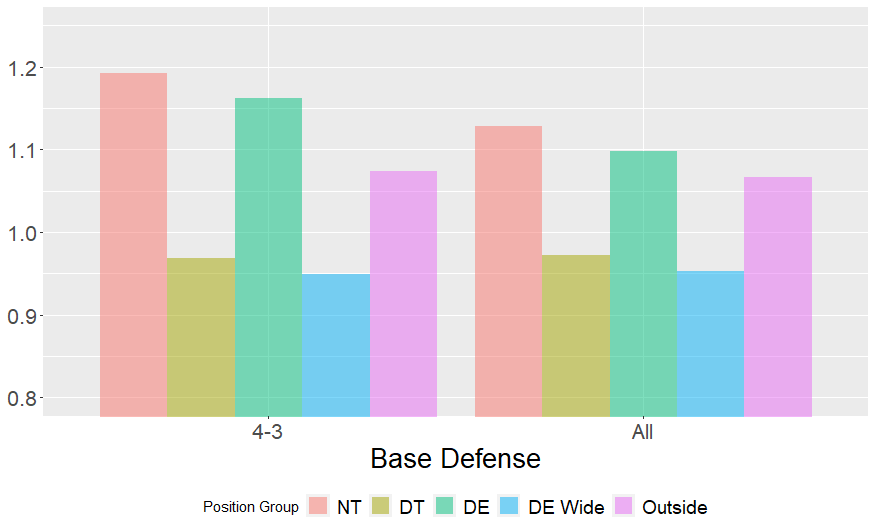 1.2
1.1
1.0
0.9
0.8
4-3 All
Base Defense
Position Group NT DT DE DE Wide Outside